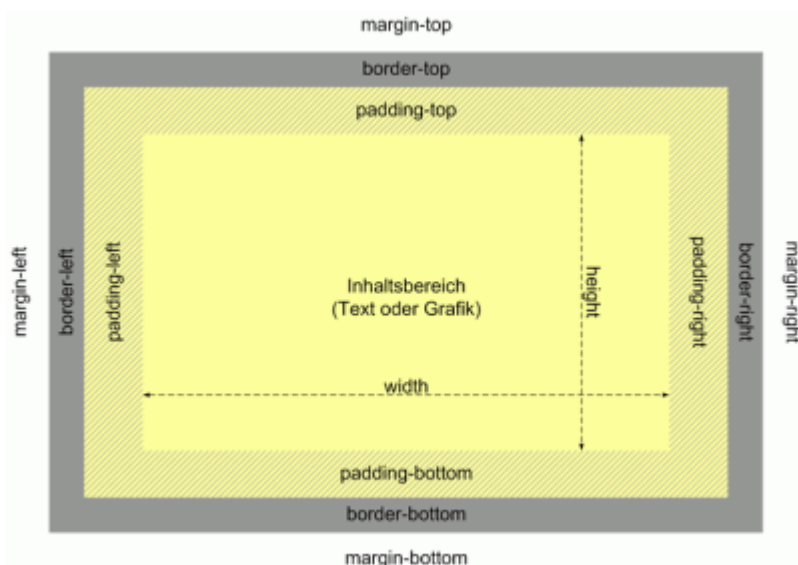 margin-top
border-top
padding-top
margin-left
border-left
padding-left
Inhaltsbereich
(Text oder Grafik)
height
padding-right
border-right
margin-right
width
padding-bottom
border-bottom
margin-bottom